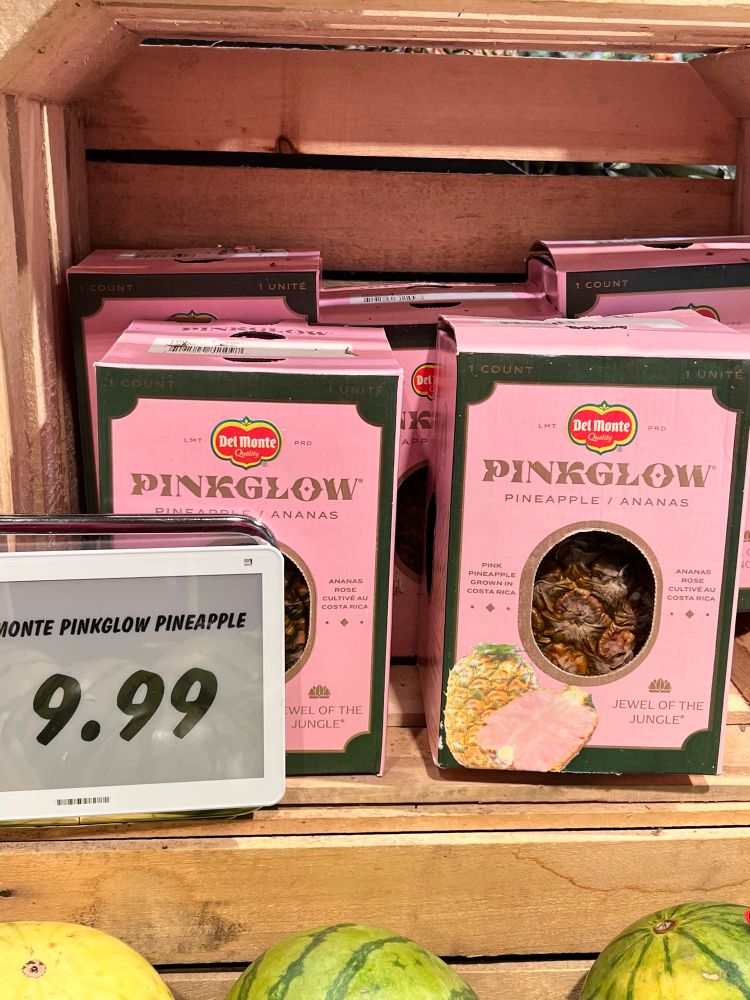 1 COUNT
1 UNITÉ
1 COUNT
PINKGLOW
1 COUNT
1 UNITÉ
LMT
Del Monte
Quality
PRD
PINKGLOW®
PINEAPPLE / ANANAS
ANANAS
ROSE
CULTIVÉ AU
COSTA RICA
JEWEL OF THE
JUNGLE®
Del
1 COUNT
1 UNITÉ
LMT
Del Monte
Quality
PRD
PINKGLOW®
PINEAPPLE / ANANAS
PINK
PINEAPPLE
GROWN IN
COSTA RICA
ANANAS
ROSE
CULTIVÉ AU
COSTA RICA
JEWEL OF THE
JUNGLE®
MONTE PINKGLOW PINEAPPLE
9.99